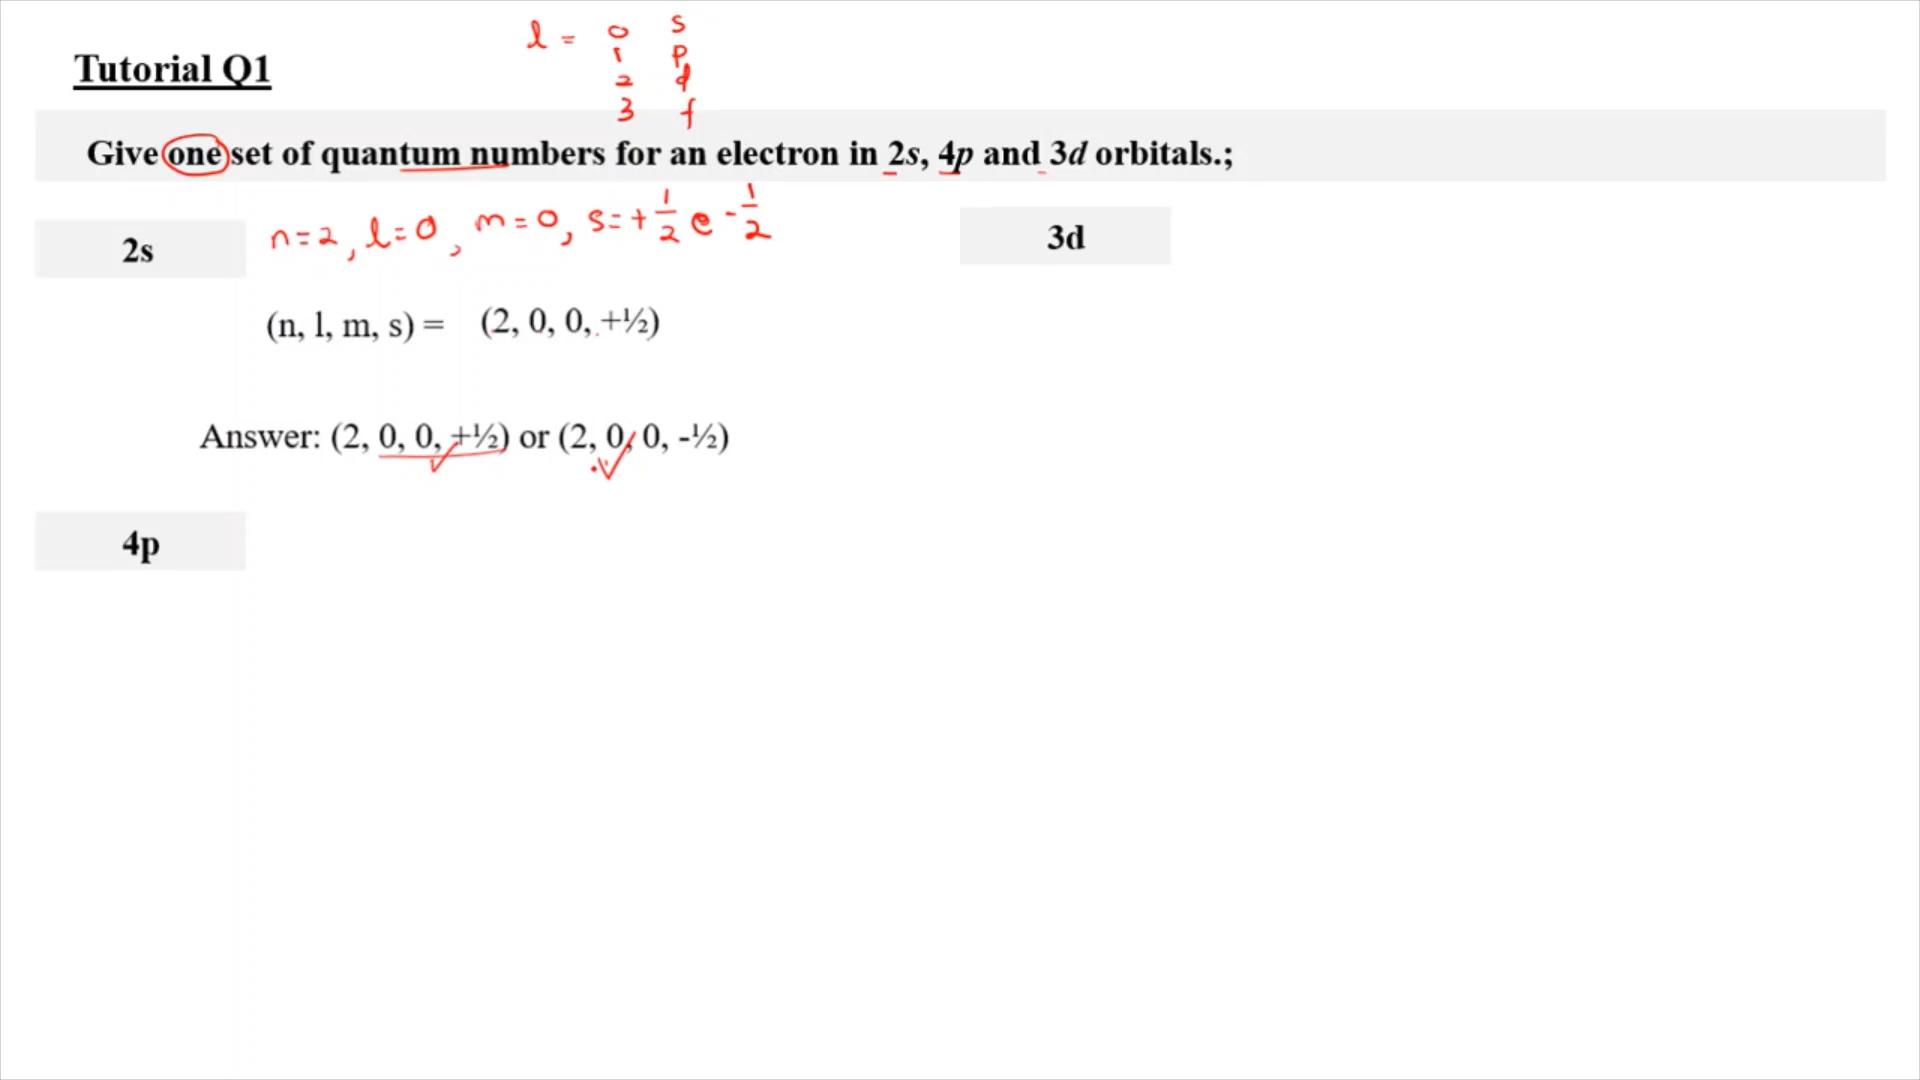 l = 0 s
1 p
2 d
3 f
Tutorial Q1
Give one set of quantum numbers for an electron in 2s, 4p and 3d orbitals.;
2s
n=2, l=0, m=0, s=+1/2 e -1/2
(n, l, m, s) = (2, 0, 0, +½)
Answer: (2, 0, 0, +½) or (2, 0, 0, -½)
4p
3d